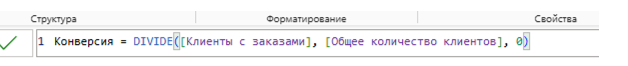 Структура Форматирование Свойства
1 Конверсия = DIVIDE([Клиенты с заказами], [Общее количество клиентов], 0)